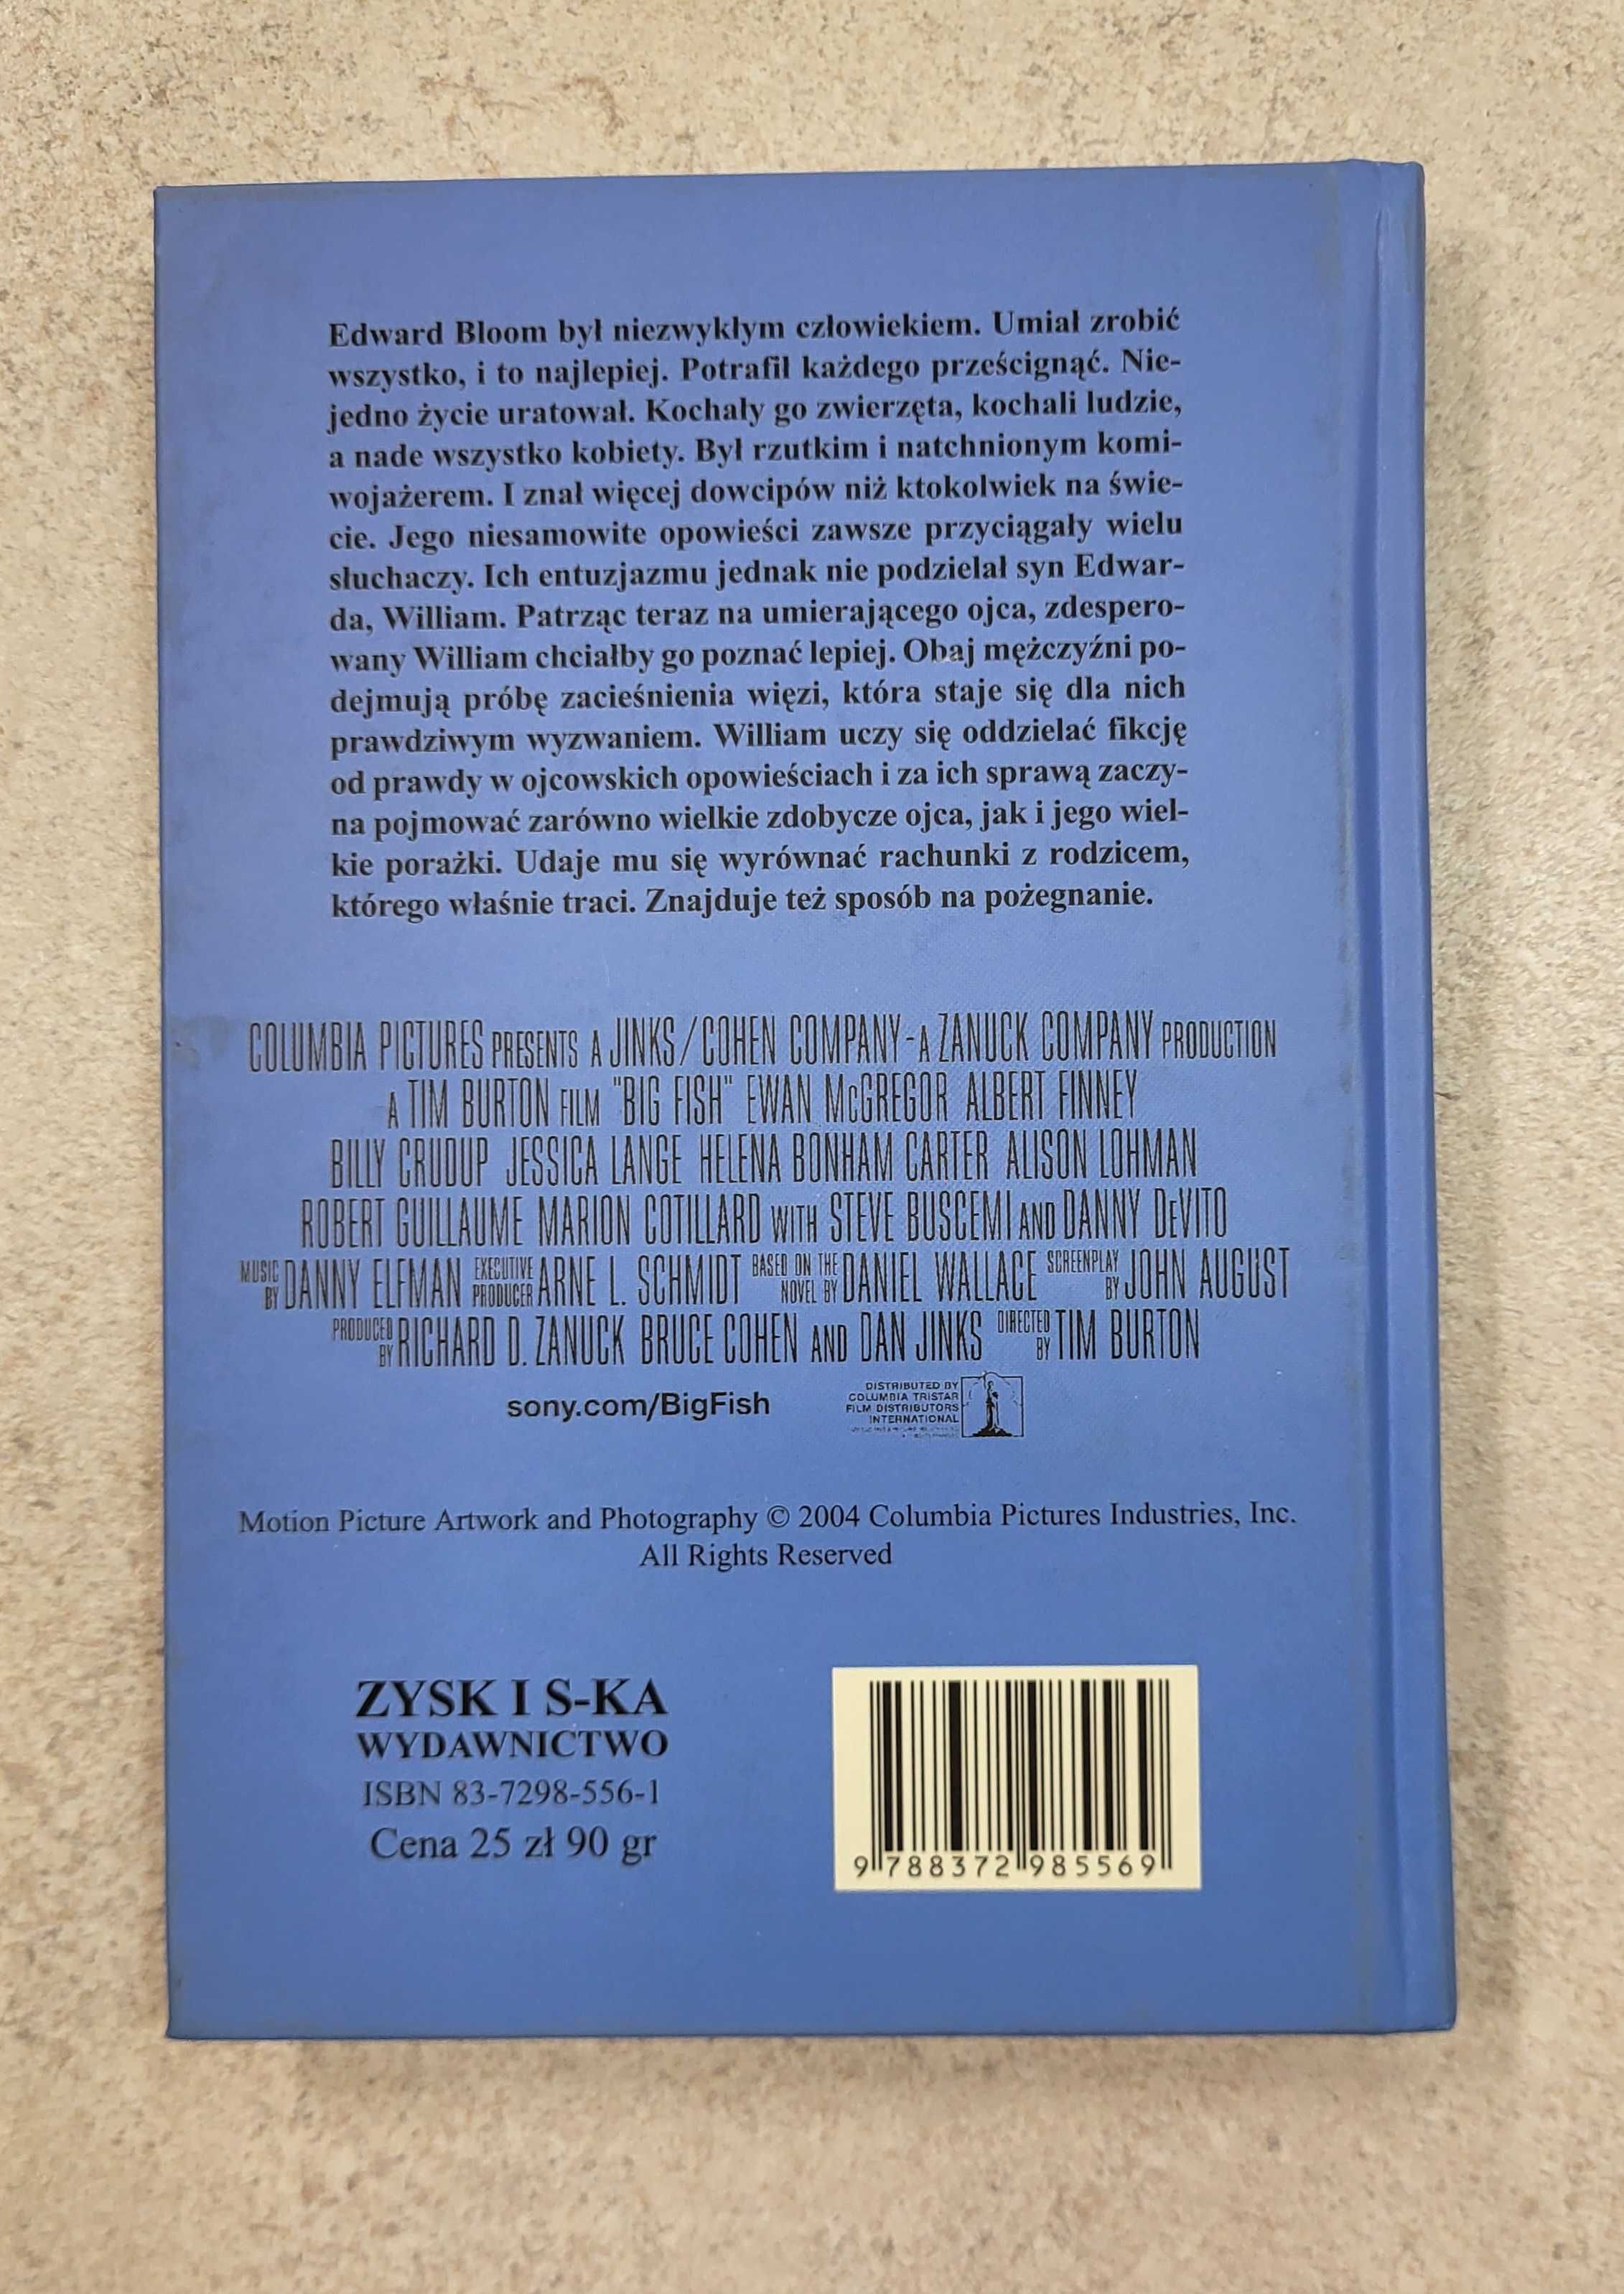 Edward Bloom był niezwykłym człowiekiem. Umiał zrobić
wszystko, i to najlepiej. Potrafił każdego prześcignąć. Nie-
jedno życie uratował. Kochały go zwierzęta, kochali ludzie,
a nade wszystko kobiety. Był rzutkim i natchnionym komi-
wojażerem. I znał więcej dowcipów niż ktokolwiek na świe-
cie. Jego niesamowite opowieści zawsze przyciągały wielu
słuchaczy. Ich entuzjazmu jednak nie podzielał syn Edwar-
da, William. Patrząc teraz na umierającego ojca, zdespero-
wany William chciałby go poznać lepiej. Obaj mężczyźni po-
dejmują próbę zacieśnienia więzi, która staje się dla nich
prawdziwym wyzwaniem. William uczy się oddzielać fikcję
od prawdy w ojcowskich opowieściach i za ich sprawą zaczy-
na pojmować zarówno wielkie zdobycze ojca, jak i jego wiel-
kie porażki. Udaje mu się wyrównać rachunki z rodzicem,
którego właśnie traci. Znajduje też sposób na pożegnanie.
COLUMBIA PICTURES PRESENTS A JINKS/COHEN COMPANY-A ZANUCK COMPANY PRODUCTION
A TIM BURTON FILM "BIG FISH" EWAN McGREGOR ALBERT FINNEY
BILLY CRUDUP JESSICA LANGE HELENA BONHAM CARTER ALISON LOHMAN
ROBERT GUILLAUME MARION COTILLARD WITH STEVE BUSCEMI AND DANNY DeVITO
MUSIC BY DANNY ELFMAN EXECUTIVE PRODUCER ARNE L. SCHMIDT BASED ON THE NOVEL BY DANIEL WALLACE SCREENPLAY BY JOHN AUGUST
PRODUCED BY RICHARD D. ZANUCK BRUCE COHEN AND DAN JINKS DIRECTED BY TIM BURTON
sony.com/BigFish
DISTRIBUTED BY
COLUMBIA TRISTAR
FILM DISTRIBUTORS
INTERNATIONAL
Motion Picture Artwork and Photography © 2004 Columbia Pictures Industries, Inc.
All Rights Reserved
ZYSK I S-KA
WYDAWNICTWO
ISBN 83-7298-556-1
Cena 25 zł 90 gr
9 788372 985569